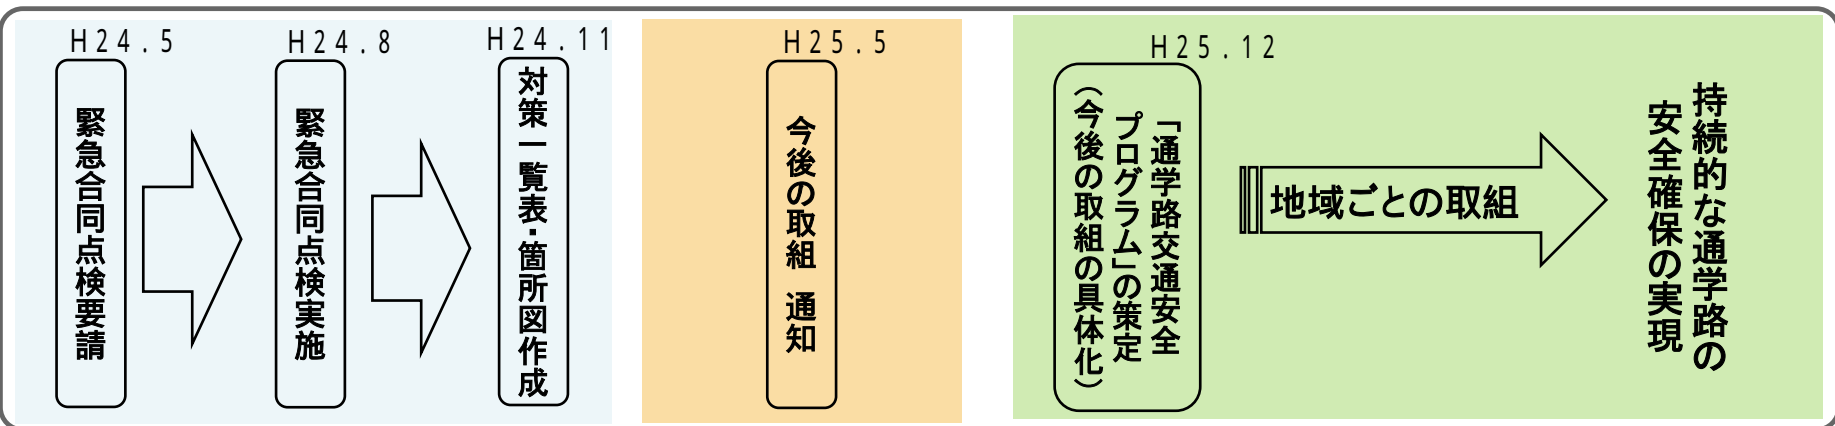 H24.5
緊急合同点検要請
H24.8
緊急合同点検実施
H24.11
対策一覧表・箇所図作成
H25.5
今後の取組 通知
H25.12
「通学路交通安全
プログラム」の策定
(今後の取組の具体化)
地域ごとの取組
持続的な通学路の
安全確保の実現